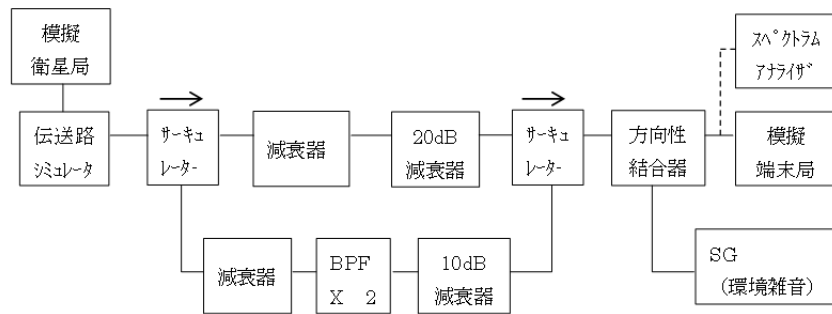 模擬
衛星局
スペクトラム
アナライザ
伝送路
シミュレータ
サーキュ
レーター
減衰器
20dB
減衰器
サーキュ
レーター
方向性
結合器
模擬
端末局
減衰器
BPF
X 2
10dB
減衰器
SG
(環境雑音)